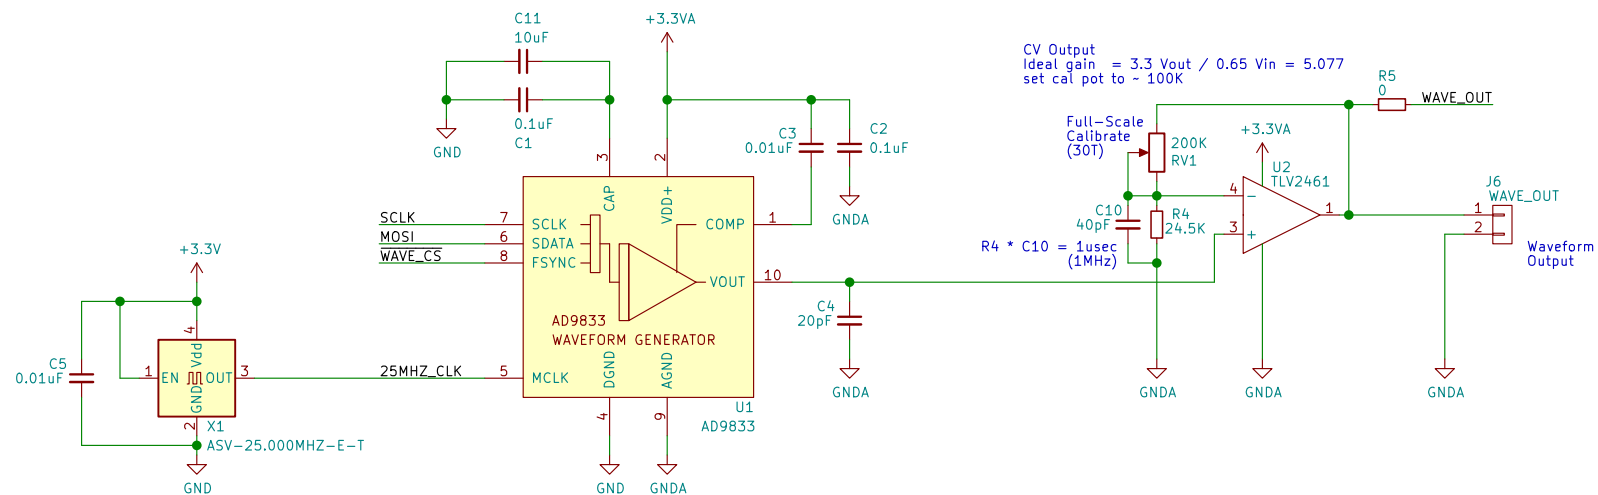 C11
10uF
+3.3VA
0.1uF
C1
GND
CV Output
Ideal gain  = 3.3 Vout / 0.65 Vin = 5.077
set cal pot to ~ 100K
R5
0
WAVE_OUT
Full-Scale
Calibrate
(30T)
200K
RV1
+3.3VA
U2
TLV2461
C3
0.01uF
C2
0.1uF
GNDA
3
2
CAP
VDD+
COMP
1
SCLK
7
SCLK
MOSI
6
SDATA
WAVE_CS
8
FSYNC
VOUT
10
4
-
3
+
1
C10
40pF
R4
24.5K
R4 * C10 = 1usec
(1MHz)
J6
WAVE_OUT
1
2
Waveform
Output
C4
20pF
GNDA
GNDA
GNDA
GNDA
AD9833
WAVEFORM GENERATOR
+3.3V
C5
0.01uF
4
Vdd
1
EN
OUT
3
GND
2
X1
ASV-25.000MHZ-E-T
GND
25MHZ_CLK
5
MCLK
DGND
AGND
4
9
U1
AD9833
GND
GNDA